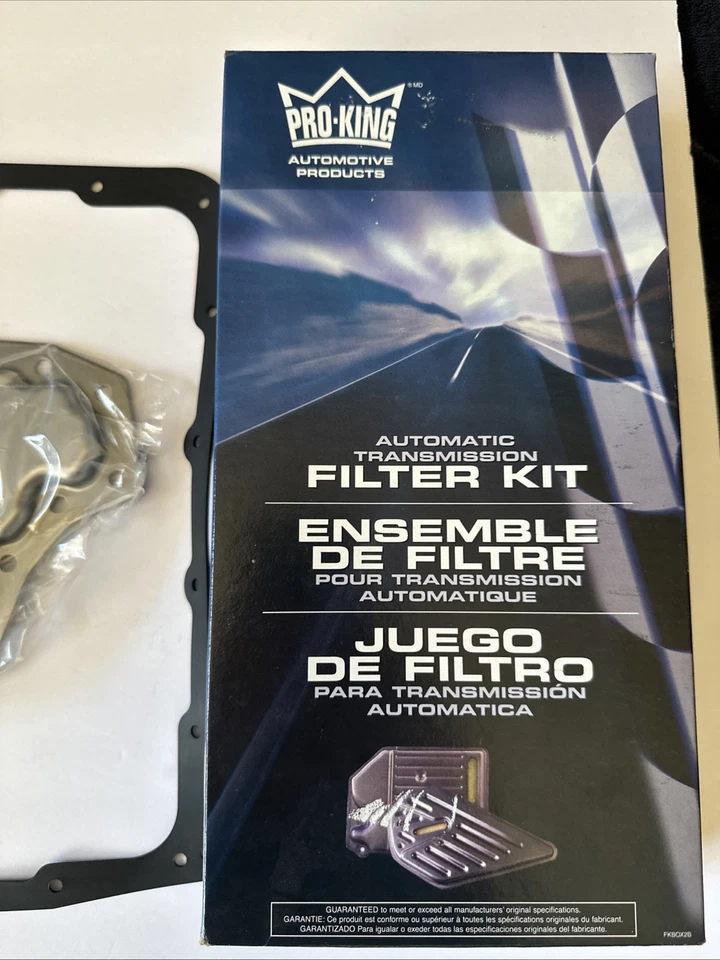 PRO·KING
®MD
AUTOMOTIVE
PRODUCTS
AUTOMATIC
TRANSMISSION
FILTER KIT
ENSEMBLE
DE FILTRE
POUR TRANSMISSION
AUTOMATIQUE
JUEGO
DE FILTRO
PARA TRANSMISSIÓN
AUTOMATICA
GUARANTEED to meet or exceed all manufacturers' original specifications.
GARANTIE: Ce produit est conforme ou supérieur à toutes les spécifications originales du fabricant.
GARANTIZADO Para igualar o exeder todas las especificaciones originales del fabricante.
FKBOX2B